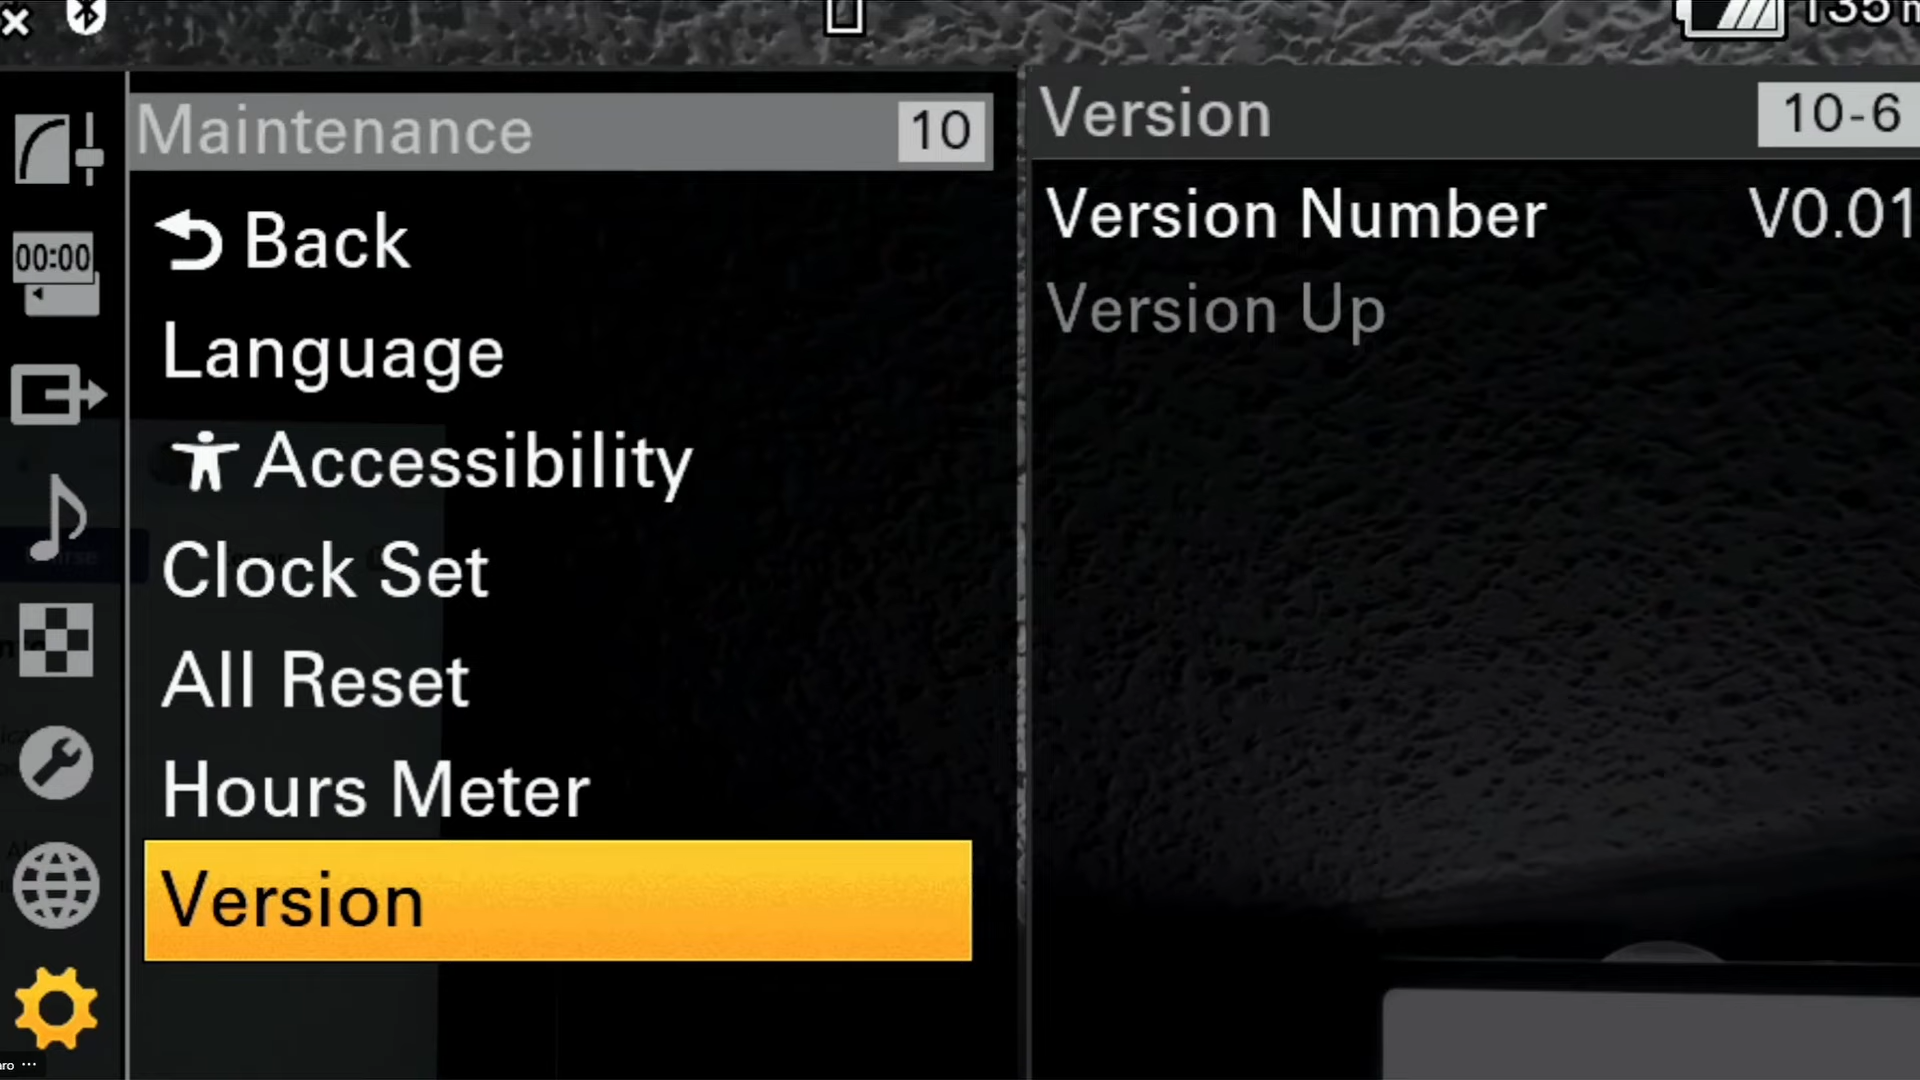 135
Maintenance 10
Version 10-6
Back
Version Number V0.01
Language
Version Up
00:00
Accessibility
Clock Set
All Reset
Hours Meter
Version